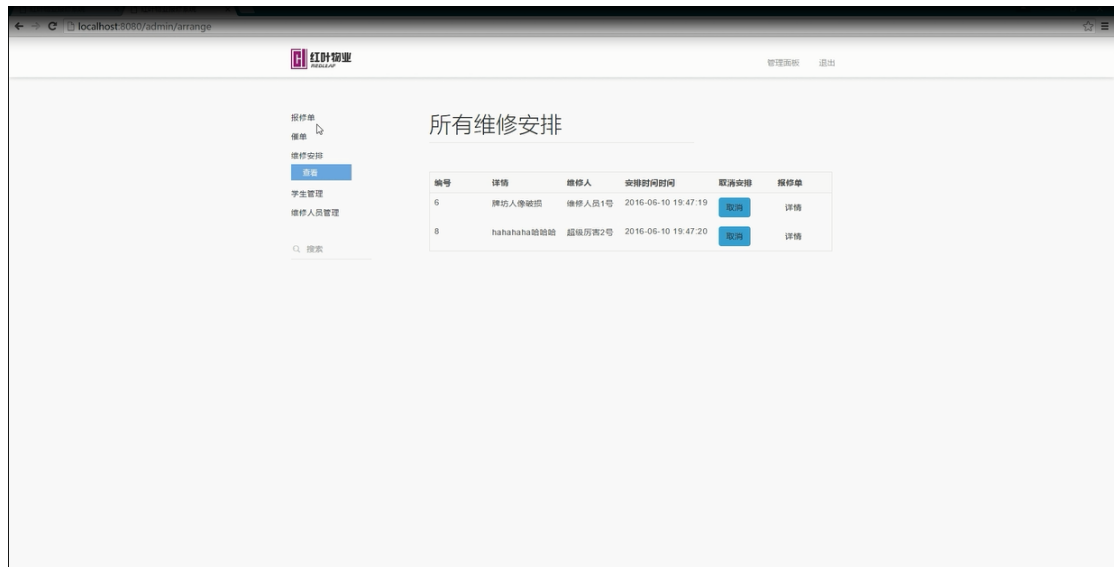 localhost:8080/admin/arrange
红叶物业
REDLEAF
管理面板 退出
报修单
催单
维修安排
查看
学生管理
维修人员管理
搜索
所有维修安排
编号 详情 维修人 安排时间时间 取消安排 报修单
6 牌坊人像破损 维修人员1号 2016-06-10 19:47:19 取消 详情
8 hahahaha哈哈哈 超级厉害2号 2016-06-10 19:47:20 取消 详情